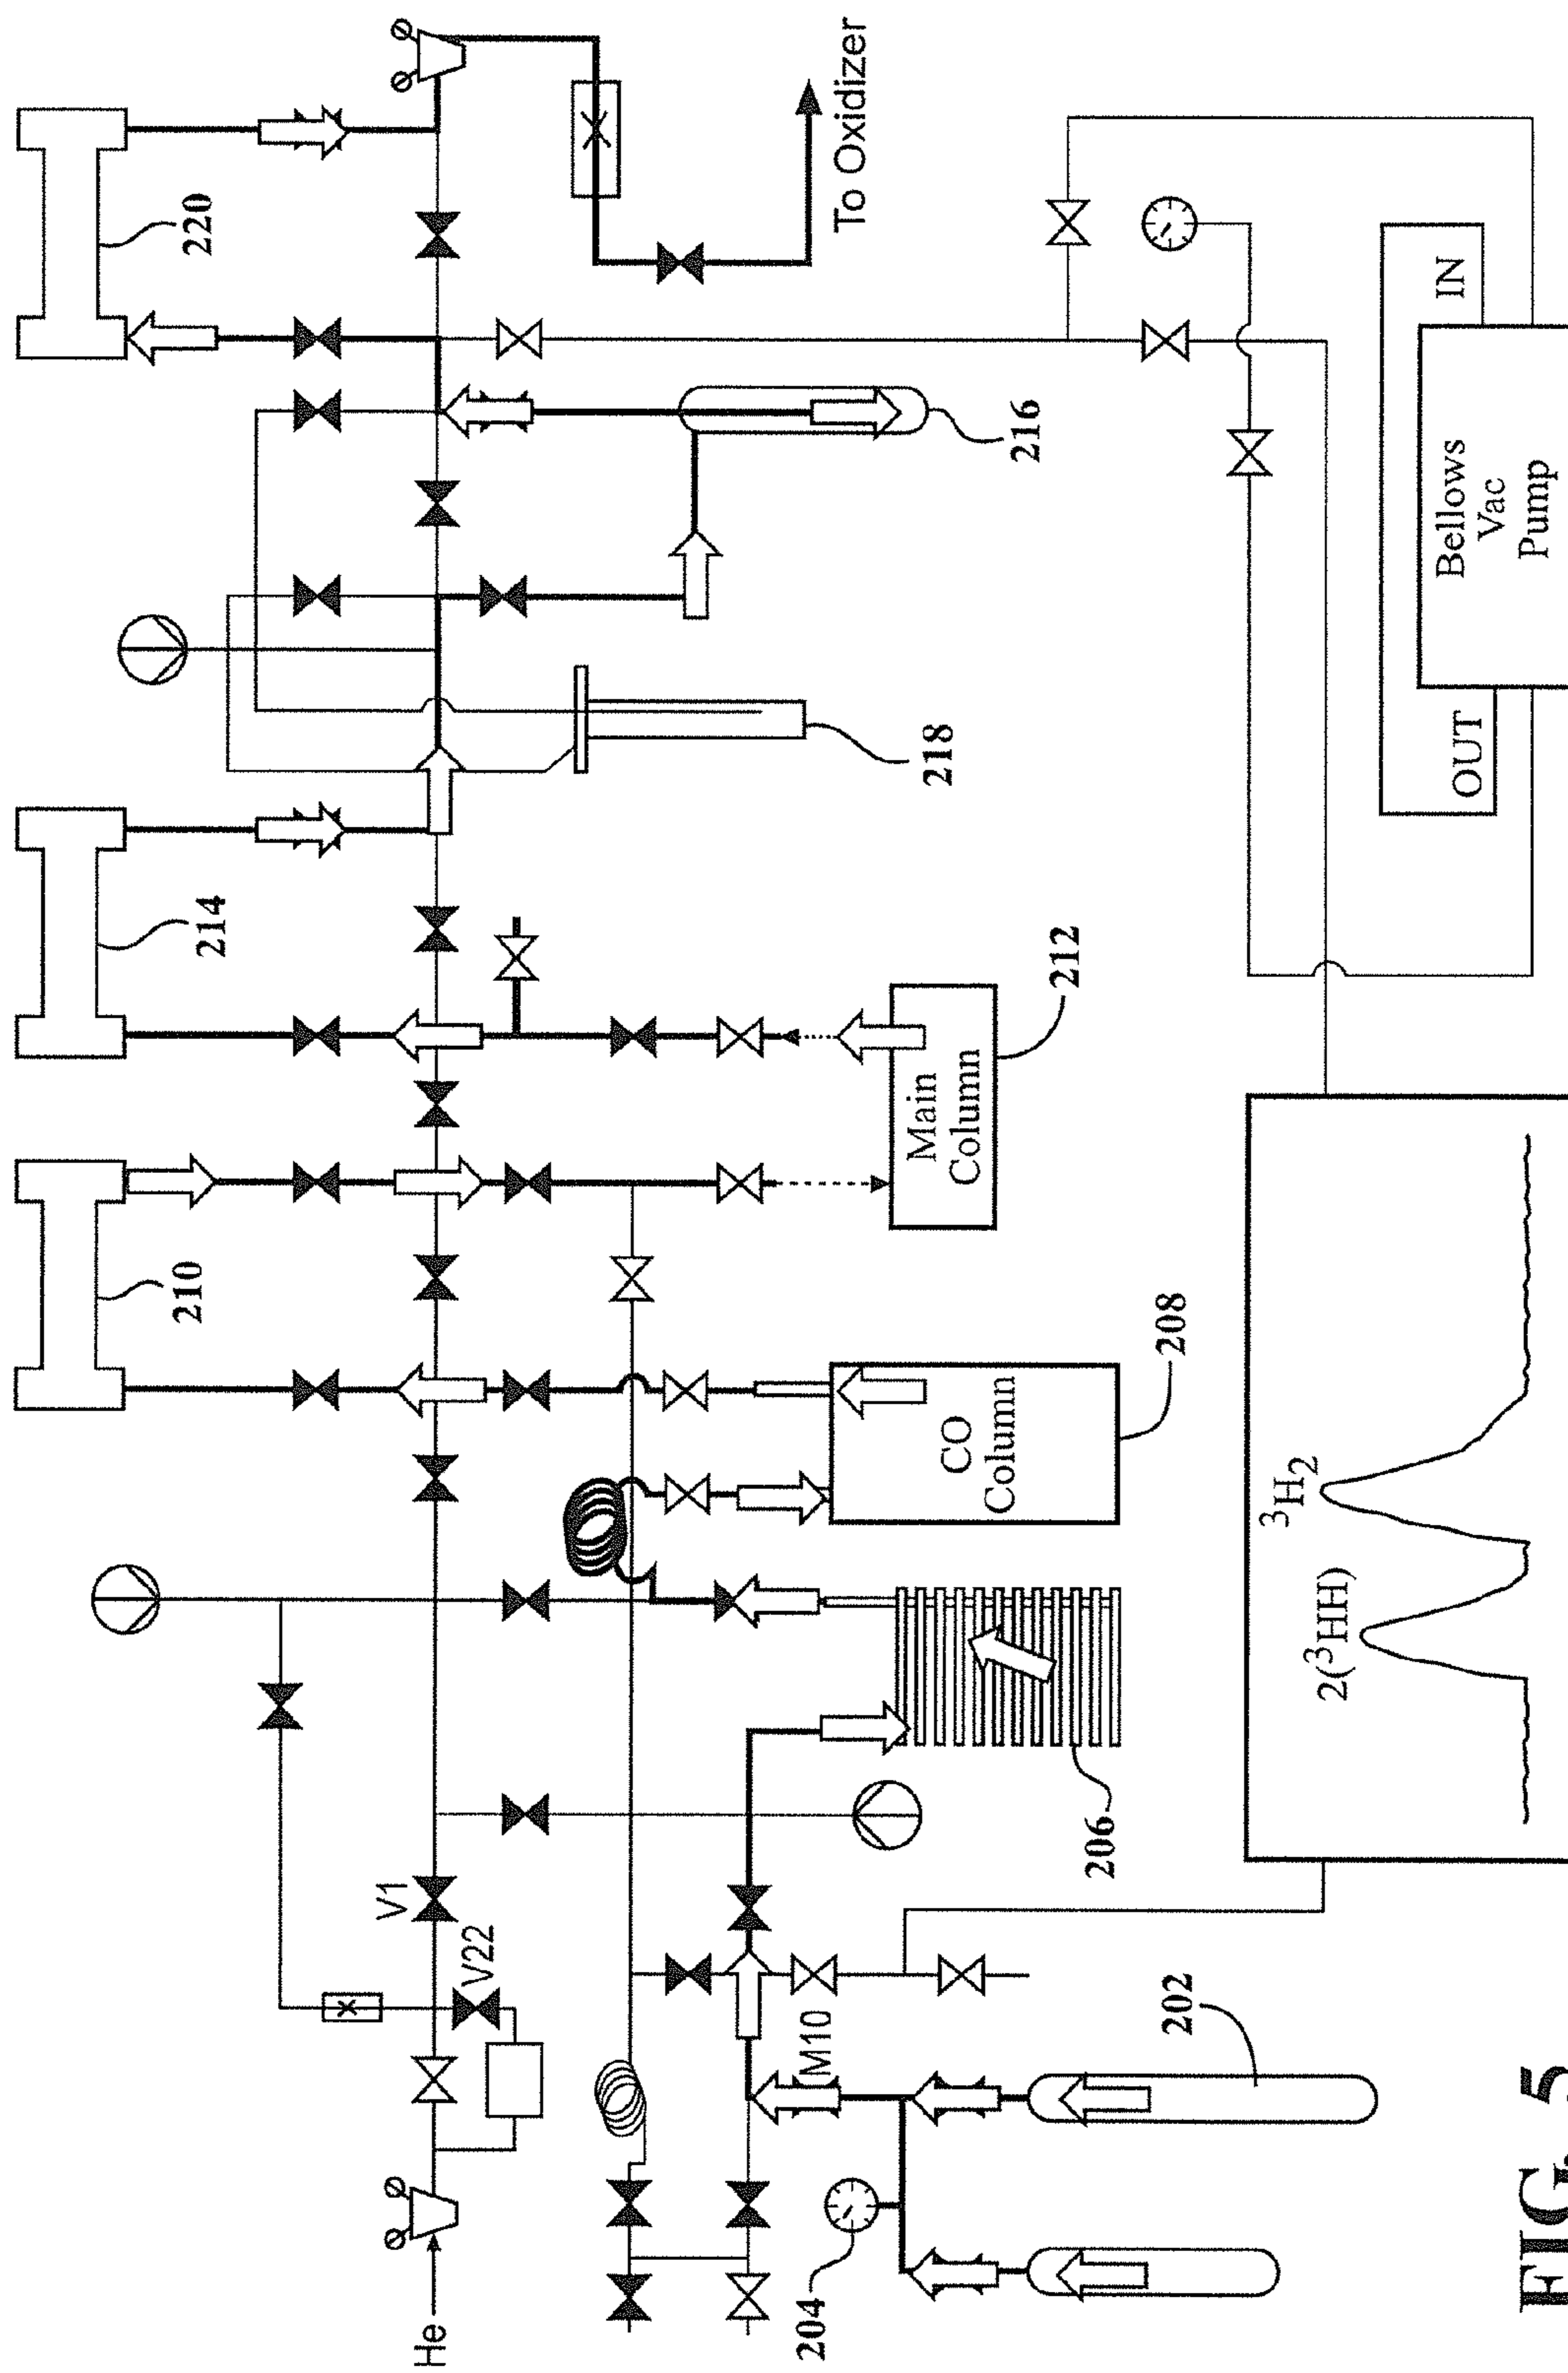 220
To Oxidizer
216
218
IN
Bellows
Vac
Pump
OUT
214
212
Main
Column
210
208
CO
Column
³H₂
2(³HH)
206
V1
V22
M10
202
204
He
FIG. 5